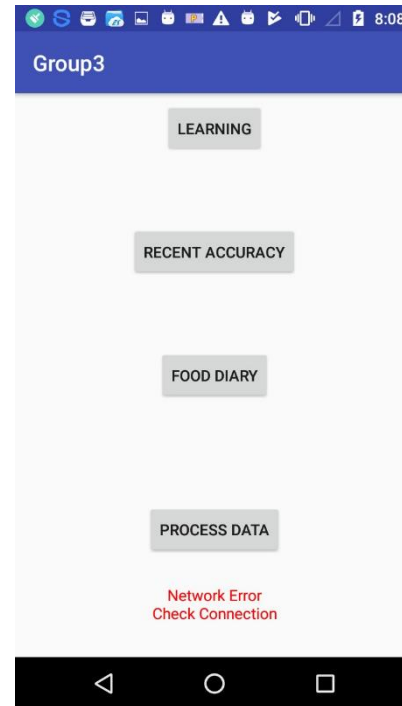 8:08
Group3
LEARNING
RECENT ACCURACY
FOOD DIARY
PROCESS DATA
Network Error
Check Connection